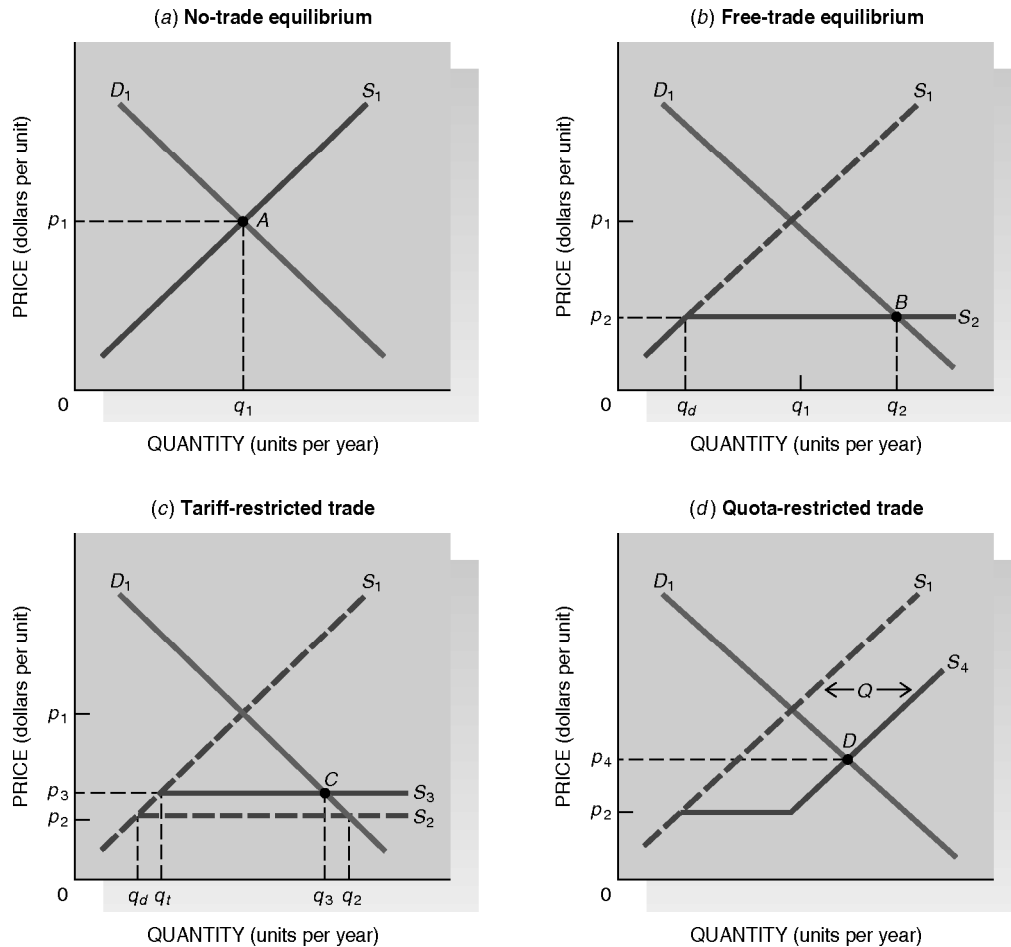 (a) No-trade equilibrium
D1
S1
PRICE (dollars per unit)
p1
A
0
q1
QUANTITY (units per year)
(b) Free-trade equilibrium
D1
S1
PRICE (dollars per unit)
p1
B
p2
S2
0
qd
q1
q2
QUANTITY (units per year)
(c) Tariff-restricted trade
D1
S1
PRICE (dollars per unit)
p1
C
p3
S3
p2
S2
0
qd
qt
q3
q2
QUANTITY (units per year)
(d) Quota-restricted trade
D1
S1
S4
Q
PRICE (dollars per unit)
D
p4
p2
0
QUANTITY (units per year)